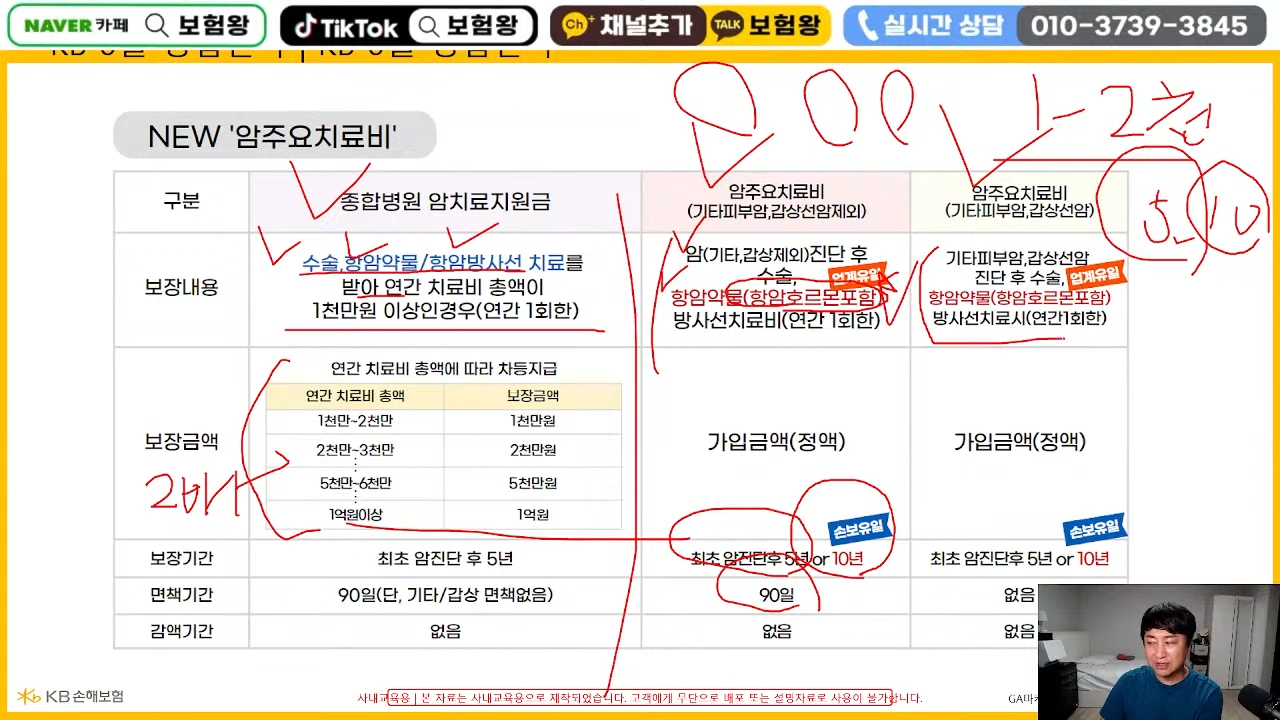 NAVER 카페 보험왕 TikTok 보험왕 Ch+ 채널추가 TALK 보험왕 실시간 상담 010-3739-3845
NEW '암주요치료비'
구분
종합병원 암치료지원금
암주요치료비
(기타피부암,갑상선암제외)
암주요치료비
(기타피부암,갑상선암)
보장내용
수술,항암약물/항암방사선 치료를
받아 연간 치료비 총액이
1천만원 이상인경우(연간 1회한)
암(기타,갑상제외)진단 후
수술,
업계유일
항암약물(항암호르몬포함)
방사선치료비(연간 1회한)
기타피부암,갑상선암
진단 후 수술,
업계유일
항암약물(항암호르몬포함)
방사선치료시(연간1회한)
보장금액
연간 치료비 총액에 따라 차등지급
연간 치료비 총액 보장금액
1천만~2천만 1천만원
2천만~3천만 2천만원
5천만~6천만 5천만원
1억원이상 1억원
가입금액(정액)
손보유일
가입금액(정액)
손보유일
보장기간 최초 암진단 후 5년 최초 암진단후 5년 or 10년 최초 암진단후 5년 or 10년
면책기간 90일(단, 기타/갑상 면책없음) 90일 없음
감액기간 없음 없음 없음
1-2천
5
10
KB손해보험
사내교육용 | 본 자료는 사내교육용으로 제작되었습니다. 고객에게 무단으로 배포 또는 설명자료로 사용이 불가합니다.